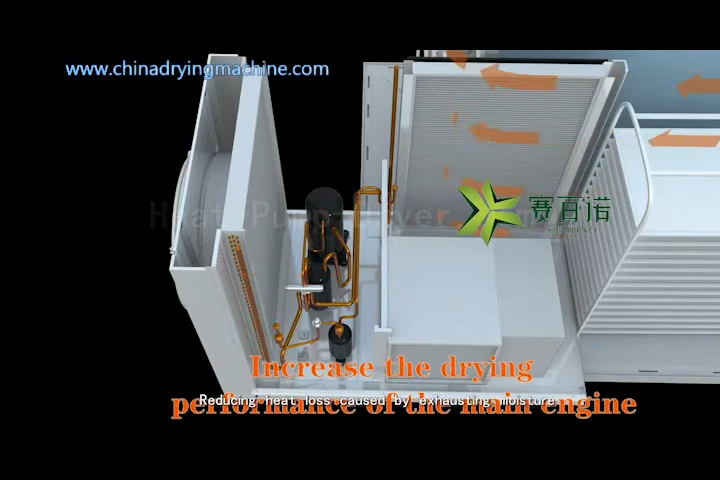 www.chinadryingmachine.com
赛百诺
Increase the drying
performance of the main engine
Reducing heat loss caused by exhausting moisture